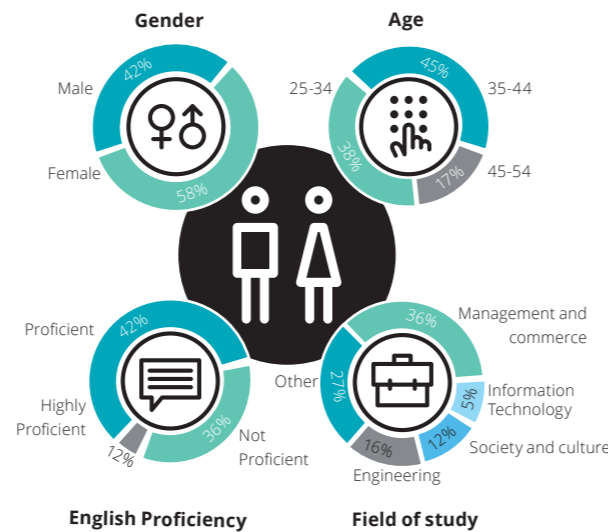 Gender
Age
42%
Male
Female
58%
45%
25-34
35-44
38%
17%
45-54
Proficient
42%
Highly
Proficient
12%
36%
Not
Proficient
36%
Management and
commerce
Other
27%
5%
Information
Technology
12%
Society and culture
16%
Engineering
English Proficiency
Field of study